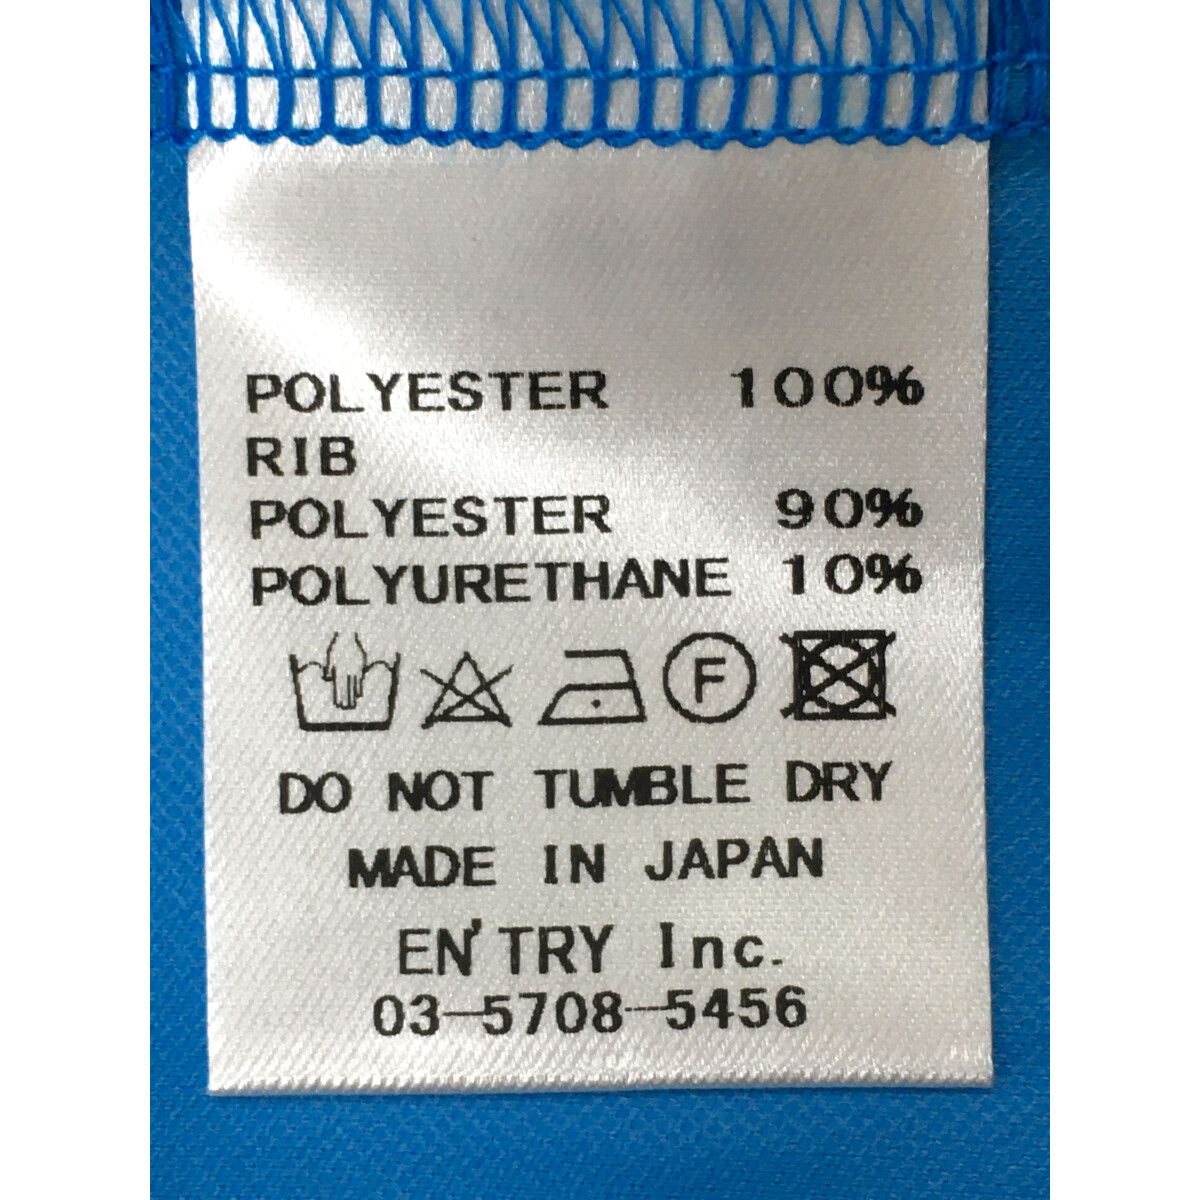 POLYESTER 100%
RIB
POLYESTER 90%
POLYURETHANE 10%
F
DO NOT TUMBLE DRY
MADE IN JAPAN
EN'TRY Inc.
03-5708-5456